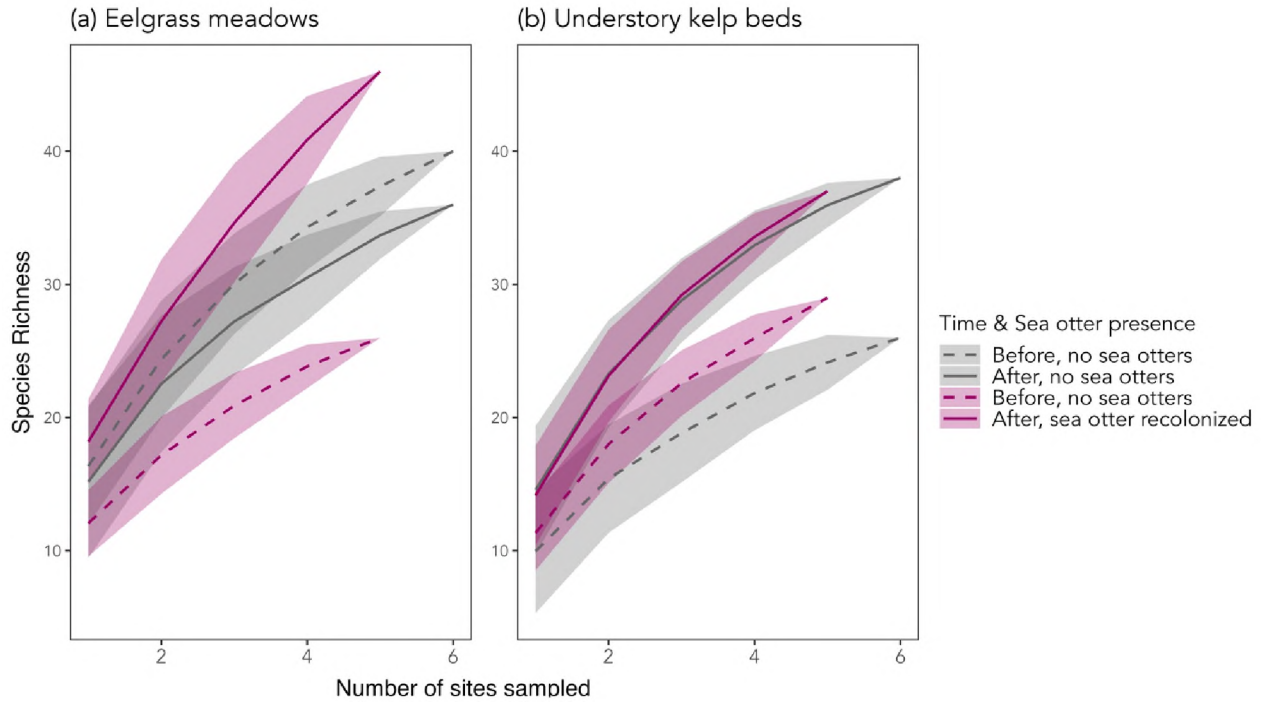 (a) Eelgrass meadows
(b) Understory kelp beds
Species Richness
40
30
20
10
40
30
20
10
2
4
6
2
4
6
Number of sites sampled
Time & Sea otter presence
Before, no sea otters
After, no sea otters
Before, no sea otters
After, sea otter recolonized